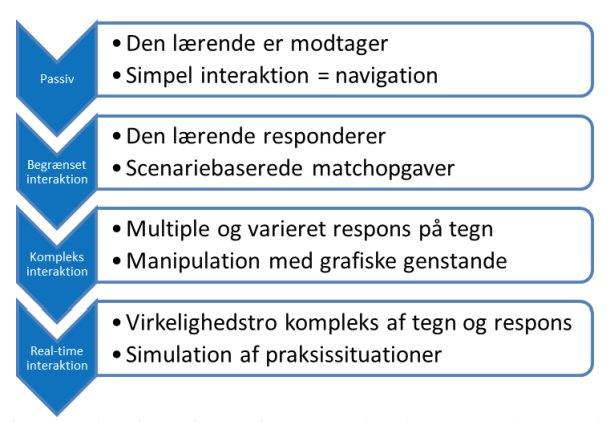 Passiv
• Den lærende er modtager
• Simpel interaktion = navigation
Begrænset
interaktion
• Den lærende responderer
• Scenariebaserede matchopgaver
Kompleks
interaktion
• Multiple og varieret respons på tegn
• Manipulation med grafiske genstande
Real-time
interaktion
• Virkelighedstro kompleks af tegn og respons
• Simulation af praksissituationer